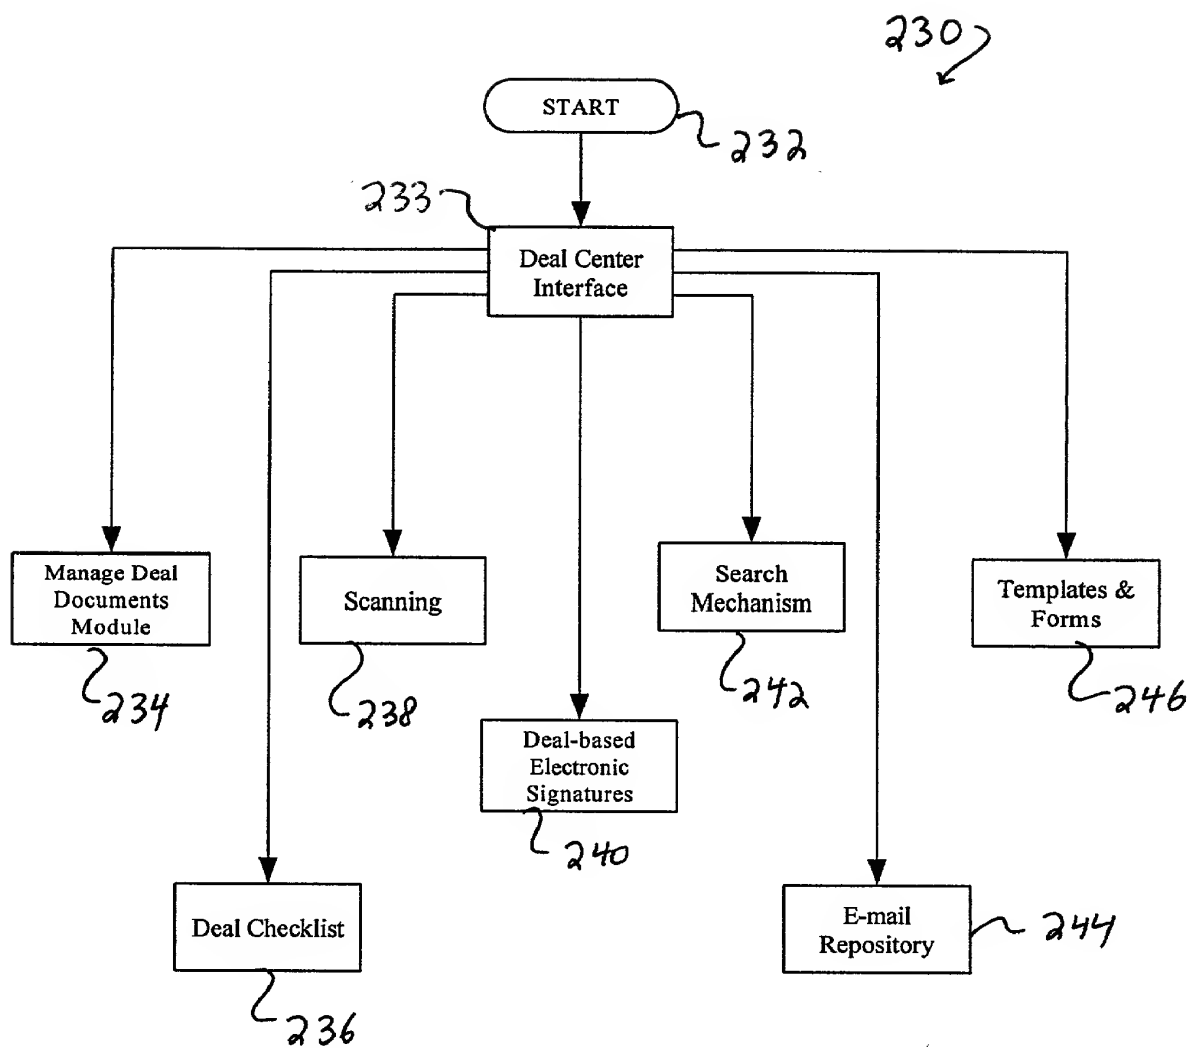 230
START
232
233
Deal Center
Interface
Manage Deal
Documents
Module
234
Scanning
238
Search
Mechanism
242
Templates &
Forms
246
Deal-based
Electronic
Signatures
240
Deal Checklist
236
E-mail
Repository
244